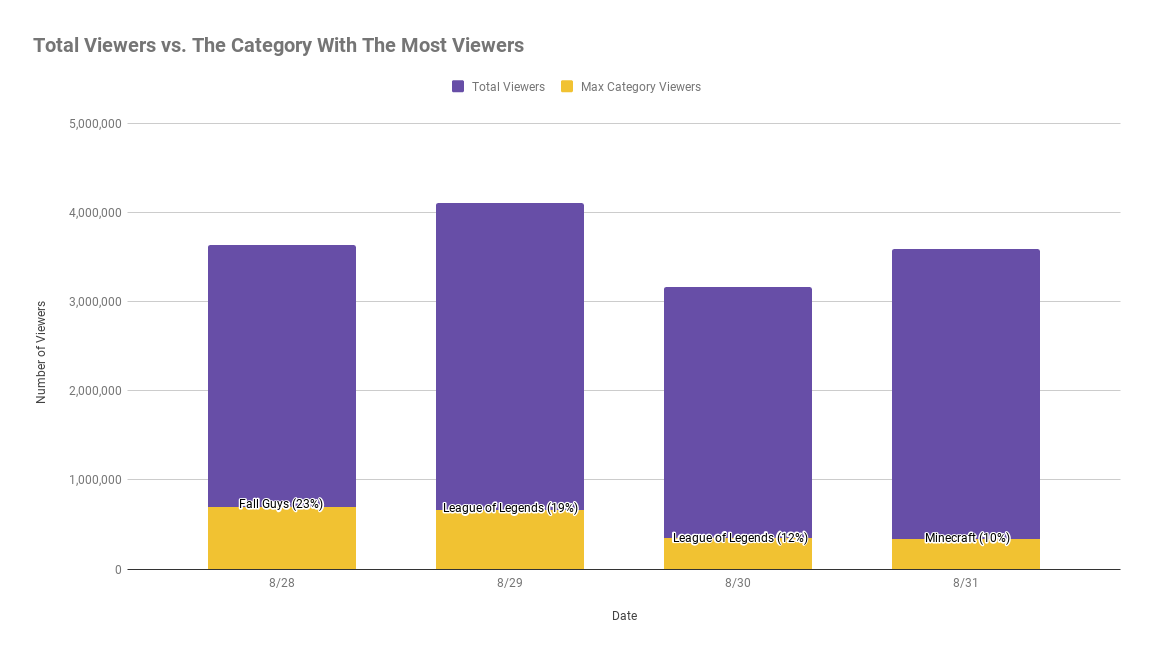 Total Viewers vs. The Category With The Most Viewers
Total Viewers
Max Category Viewers
5,000,000
4,000,000
3,000,000
2,000,000
1,000,000
0
Number of Viewers
Fall Guys (23%)
League of Legends (19%)
League of Legends (12%)
Minecraft (10%)
8/28
8/29
8/30
8/31
Date